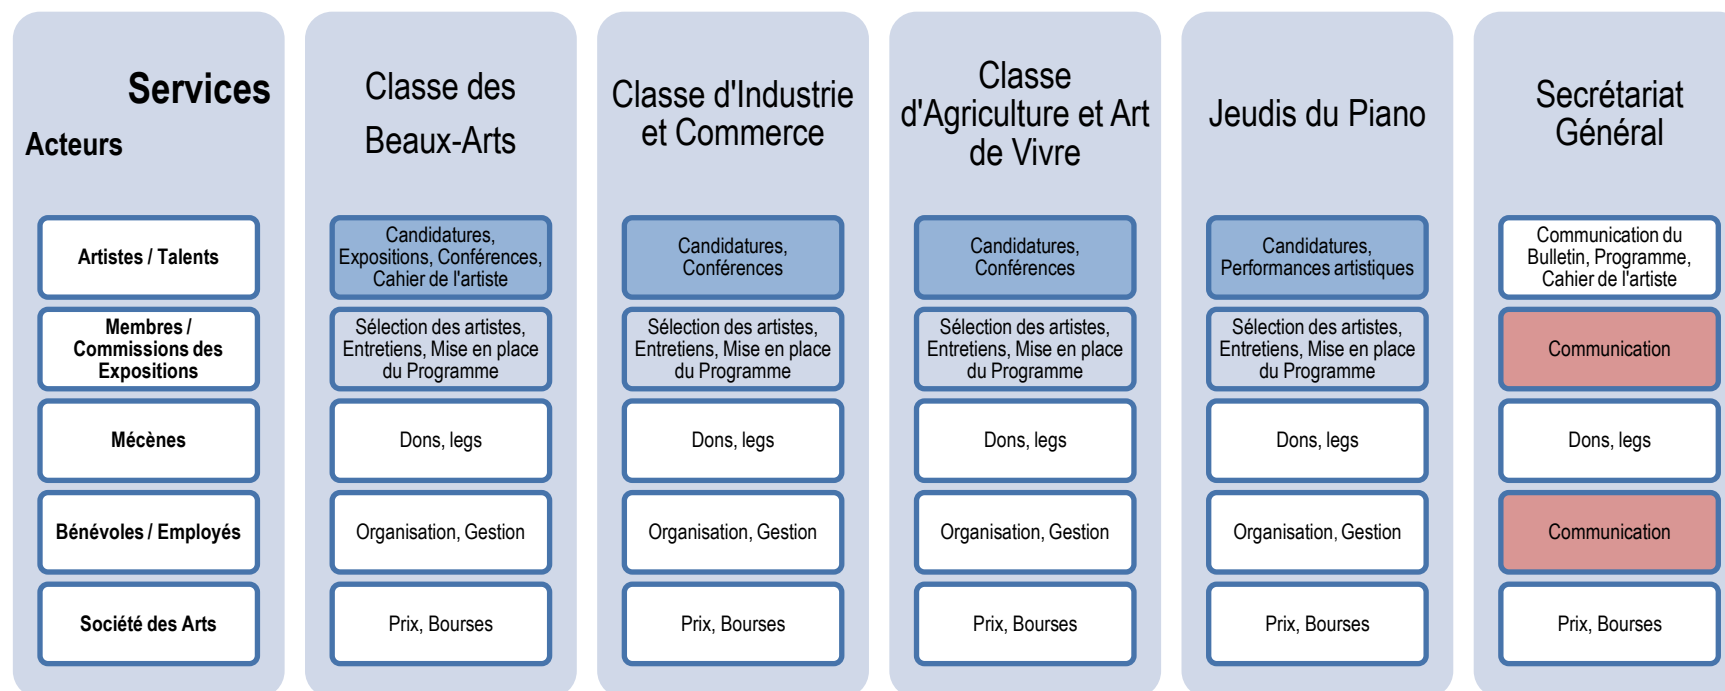 Services
Acteurs
Classe des
Beaux-Arts
Classe d'Industrie
et Commerce
Classe
d'Agriculture et Art
de Vivre
Jeudis du Piano
Secrétariat
Général
Artistes / Talents
Candidatures,
Expositions, Conférences,
Cahier de l'artiste
Candidatures,
Conférences
Candidatures,
Conférences
Candidatures,
Performances artistiques
Communication du
Bulletin, Programme,
Cahier de l'artiste
Membres /
Commissions des
Expositions
Sélection des artistes,
Entretiens, Mise en place
du Programme
Sélection des artistes,
Entretiens, Mise en place
du Programme
Sélection des artistes,
Entretiens, Mise en place
du Programme
Sélection des artistes,
Entretiens, Mise en place
du Programme
Communication
Mécènes
Dons, legs
Dons, legs
Dons, legs
Dons, legs
Dons, legs
Bénévoles / Employés
Organisation, Gestion
Organisation, Gestion
Organisation, Gestion
Organisation, Gestion
Communication
Société des Arts
Prix, Bourses
Prix, Bourses
Prix, Bourses
Prix, Bourses
Prix, Bourses